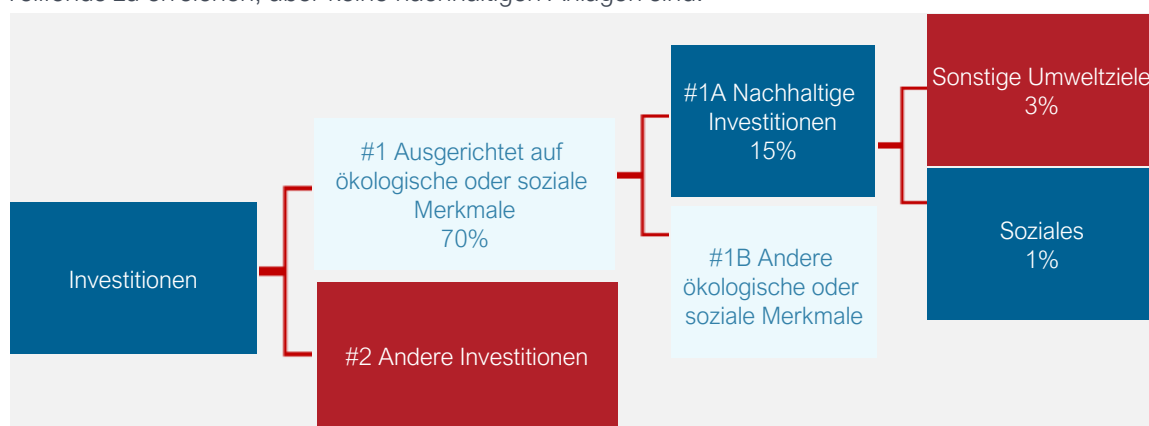 Investitionen
#1 Ausgerichtet auf
ökologische oder soziale
Merkmale
70%
#2 Andere Investitionen
#1A Nachhaltige
Investitionen
15%
#1B Andere
ökologische oder
soziale Merkmale
Sonstige Umweltziele
3%
Soziales
1%